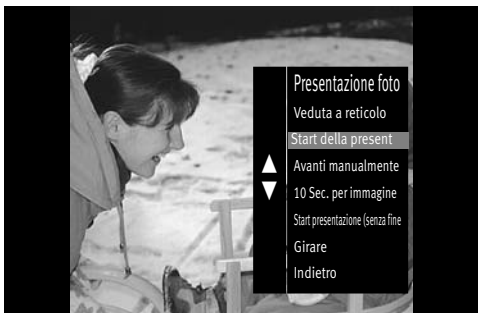 Presentazione foto
Veduta a reticolo
Start della present
Avanti manualmente
10 Sec. per immagine
Start presentazione (senza fine
Girare
Indietro